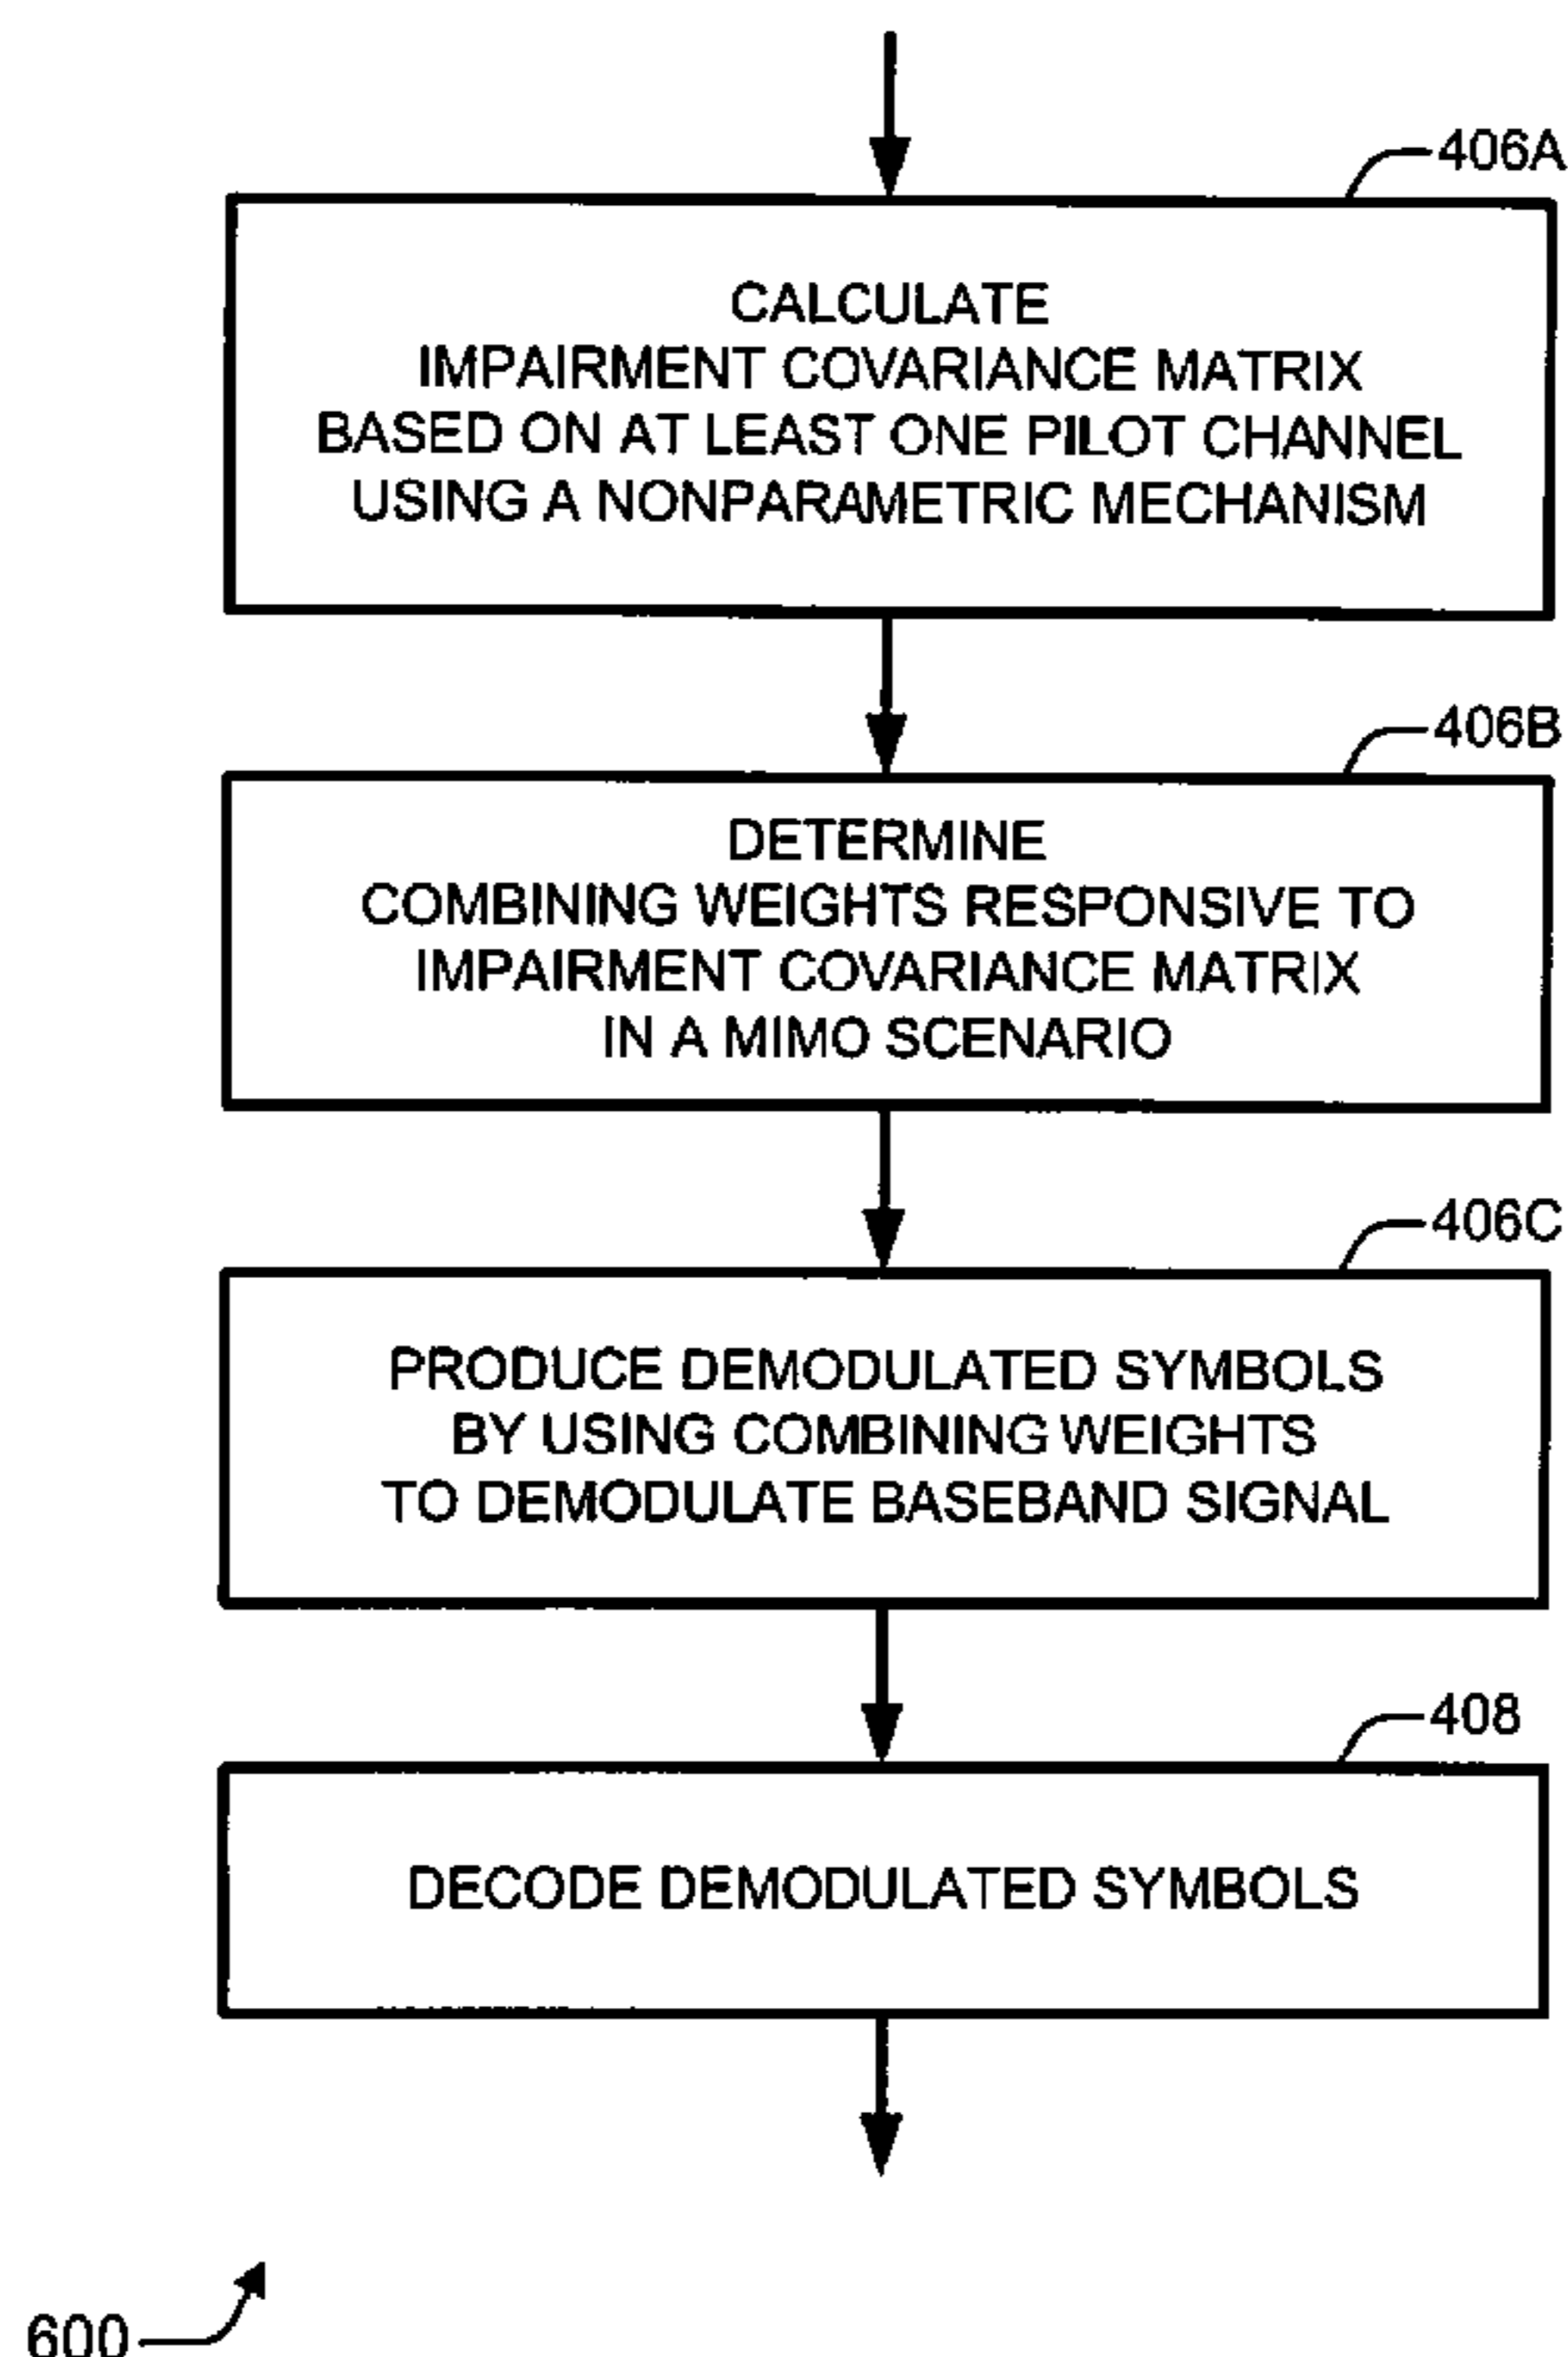 406A
CALCULATE
IMPAIRMENT COVARIANCE MATRIX
BASED ON AT LEAST ONE PILOT CHANNEL
USING A NONPARAMETRIC MECHANISM
406B
DETERMINE
COMBINING WEIGHTS RESPONSIVE TO
IMPAIRMENT COVARIANCE MATRIX
IN A MIMO SCENARIO
406C
PRODUCE DEMODULATED SYMBOLS
BY USING COMBINING WEIGHTS
TO DEMODULATE BASEBAND SIGNAL
408
DECODE DEMODULATED SYMBOLS
600